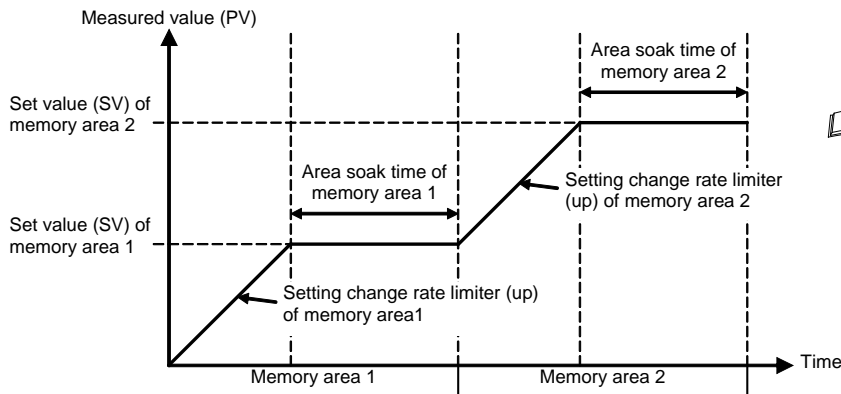 Measured value (PV)
Area soak time of
memory area 2
Set value (SV) of
memory area 2
Area soak time of
memory area 1
Setting change rate limiter
(up) of memory area 2
Set value (SV) of
memory area 1
Setting change rate limiter (up)
of memory area1
Time
Memory area 1
Memory area 2